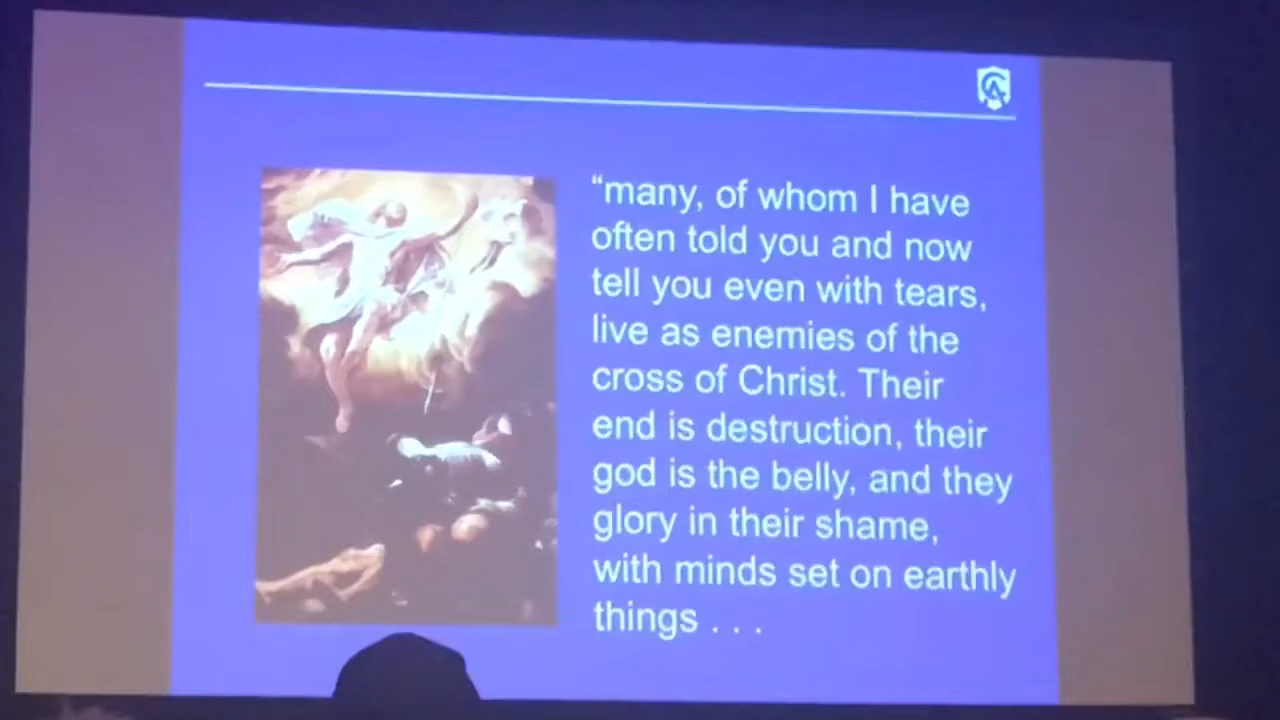 “many, of whom I have
often told you and now
tell you even with tears,
live as enemies of the
cross of Christ. Their
end is destruction, their
god is the belly, and they
glory in their shame,
with minds set on earthly
things . . .